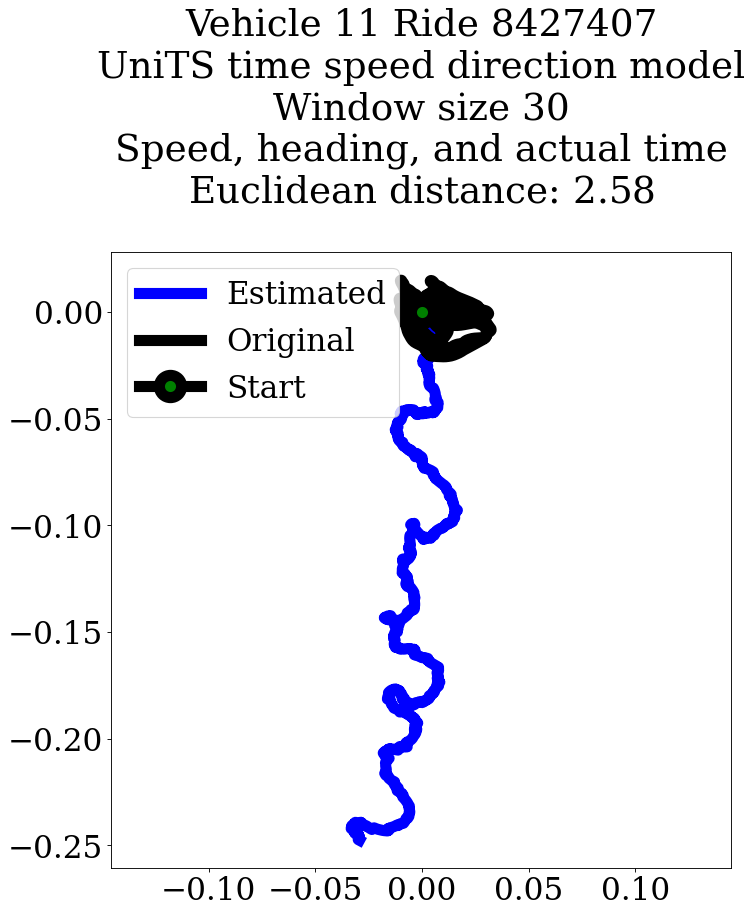 Vehicle 11 Ride 8427407
UniTS time speed direction model
Window size 30
Speed, heading, and actual time
Euclidean distance: 2.58
Estimated
Original
Start
0.00
−0.05
−0.10
−0.15
−0.20
−0.25
−0.10 −0.05 0.00 0.05 0.10